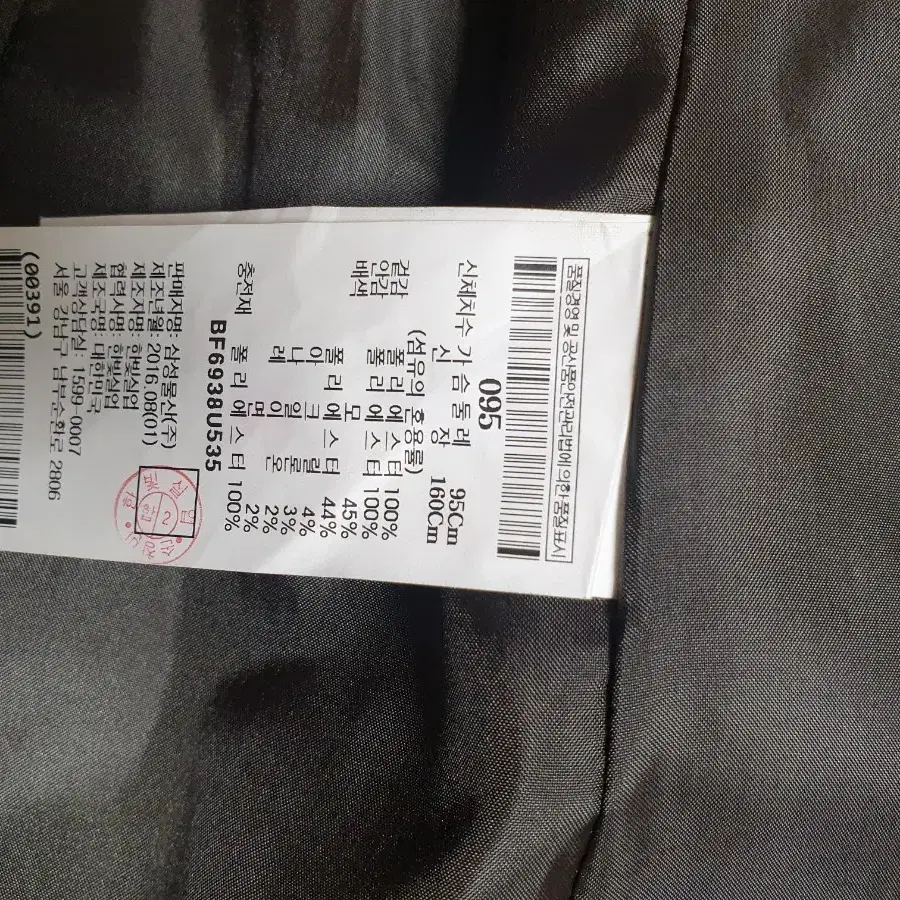 품질경영 및 공산품안전관리법에의한 품질표시
095
신체치수 가 슴 둘 레 95Cm
신 장 160Cm
(섬유의 혼용률)
겉감 폴 리 에 스 터 100%
안감 폴 리 에 스 터 100%
배색 모 45%
폴 리 에 스 터 44%
아 크 릴 4%
나 일 론 3%
레 이 온 2%
면 2%
충전재 폴 리 에 스 터 100%
BF6938U535
판매자명: 삼성물산(주)
제조년월: 2016.08(01)
제조자명: 한빛실업
협력사명: 한빛실업
제조국명: 대한민국
고객상담실: 1599-0007
서울 강남구 남부순환로 2806
(00391)